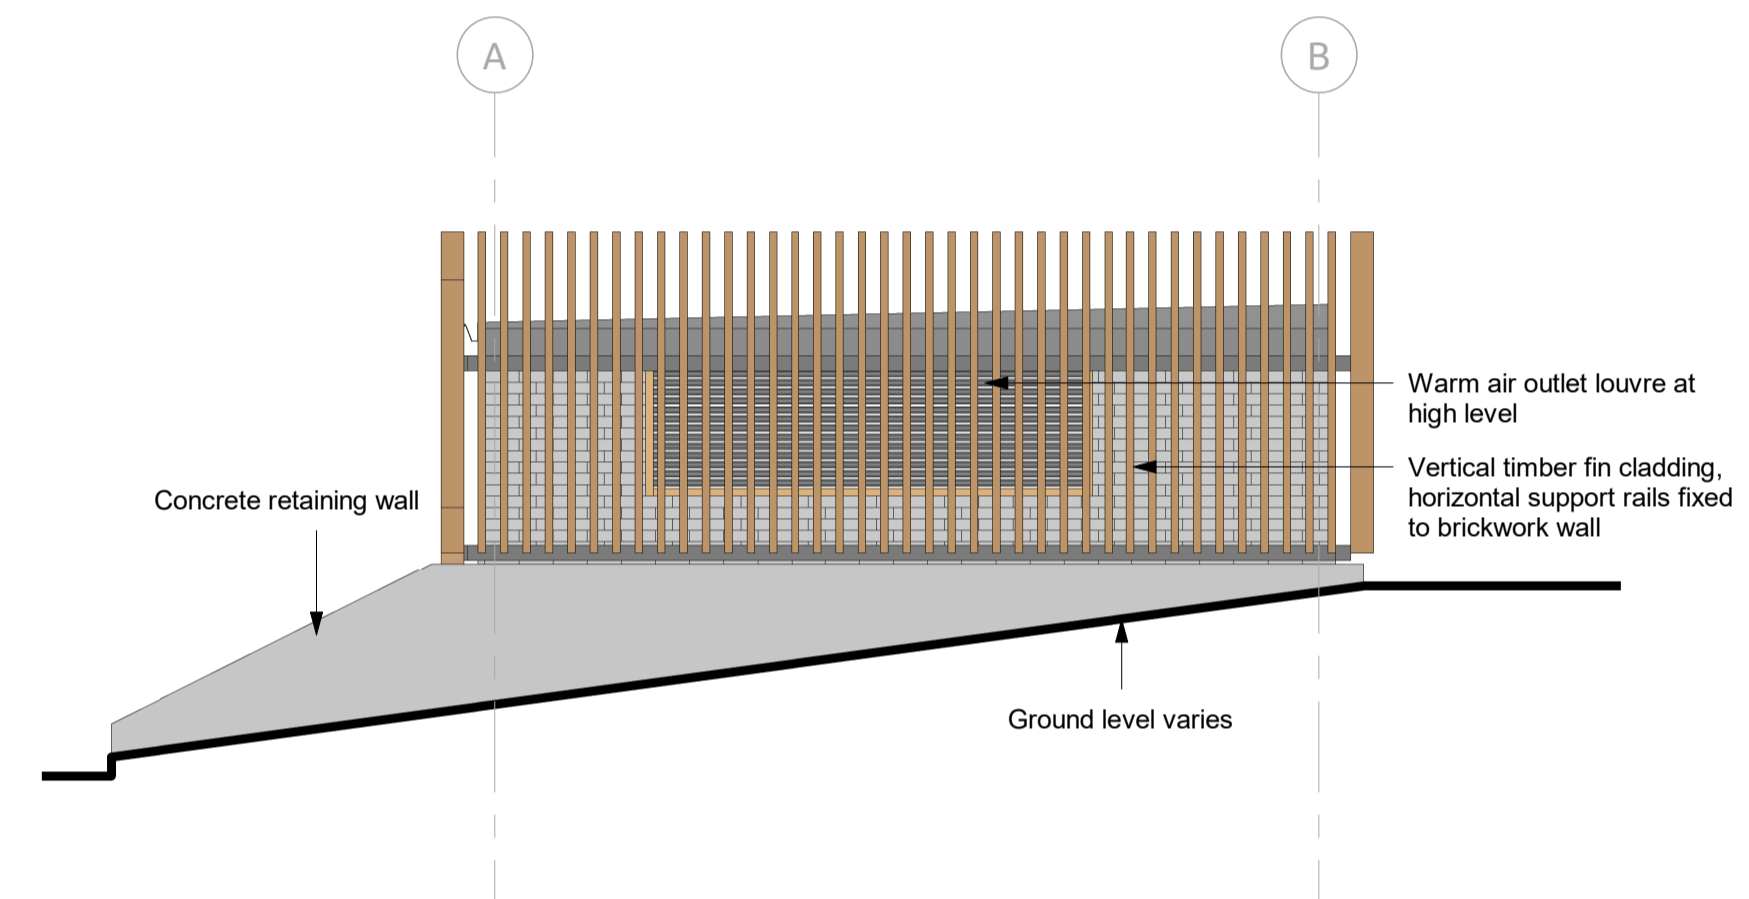 A
B
Warm air outlet louvre at
high level
Vertical timber fin cladding,
horizontal support rails fixed
to brickwork wall
Concrete retaining wall
Ground level varies